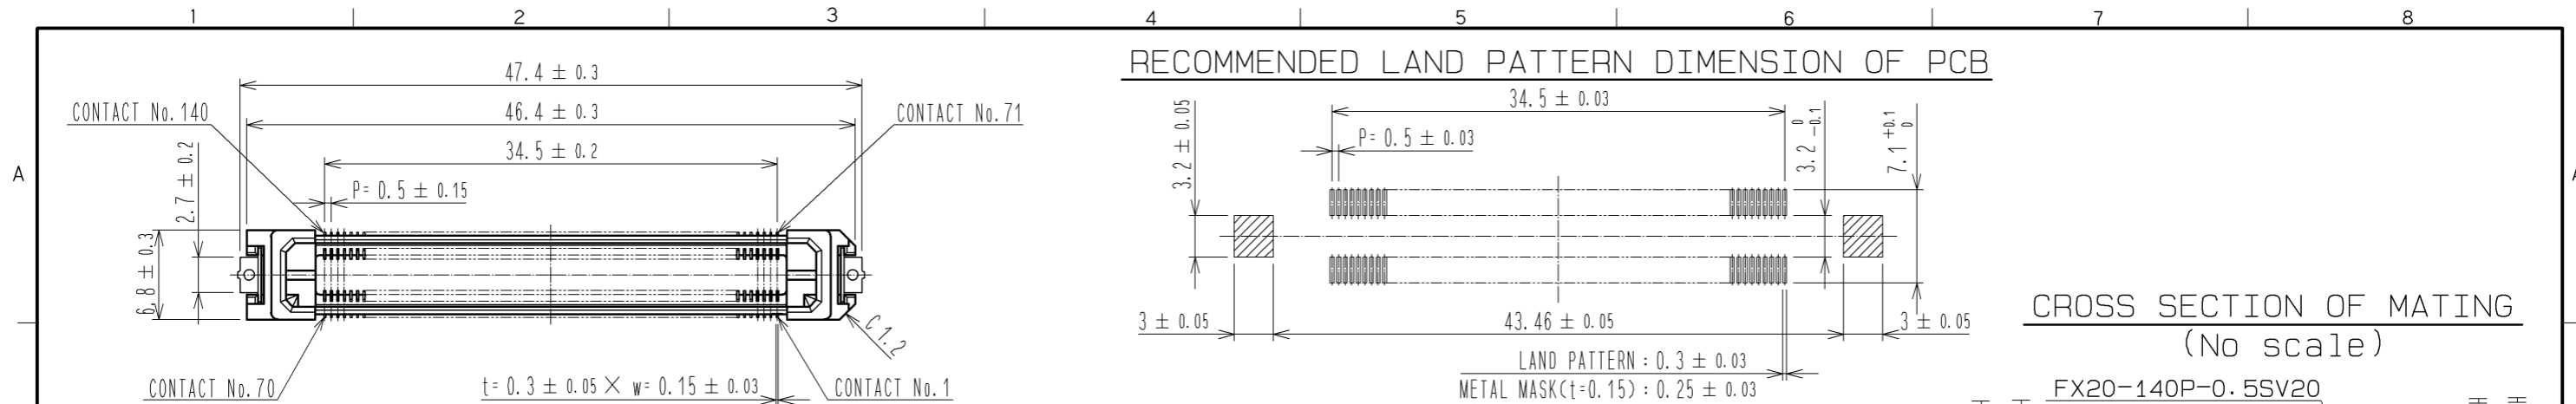 1 2 3 4 5 6 7 8
A
RECOMMENDED LAND PATTERN DIMENSION OF PCB
47.4 ± 0.3
CONTACT No.140
46.4 ± 0.3
CONTACT No.71
34.5 ± 0.2
P= 0.5 ± 0.15
2.7 ± 0.2
6.8 ± 0.3
C1.2
CONTACT No.70
t= 0.3 ± 0.05 × w= 0.15 ± 0.03
CONTACT No.1
34.5 ± 0.03
P= 0.5 ± 0.03
3.2 ± 0.05
3.2 0 -0.1
7.1 +0.1 0
3 ± 0.05
43.46 ± 0.05
3 ± 0.05
LAND PATTERN : 0.3 ± 0.03
METAL MASK(t=0.15) : 0.25 ± 0.03
CROSS SECTION OF MATING
(No scale)
FX20-140P-0.5SV20